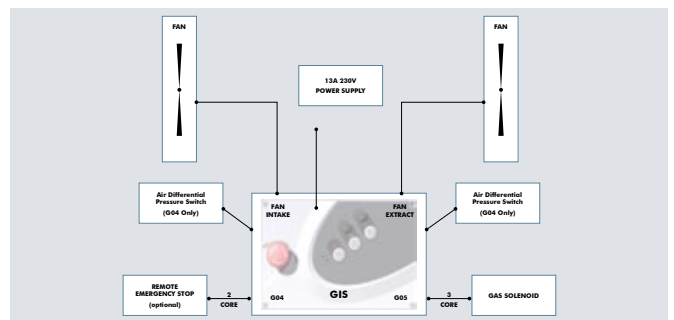 FAN
FAN
13A 230V
POWER SUPPLY
Air Differential
Pressure Switch
(G04 Only)
FAN
INTAKE
FAN
EXTRACT
Air Differential
Pressure Switch
(G04 Only)
REMOTE
EMERGENCY STOP
(optional)
2
CORE
G04
GIS
G05
3
CORE
GAS SOLENOID